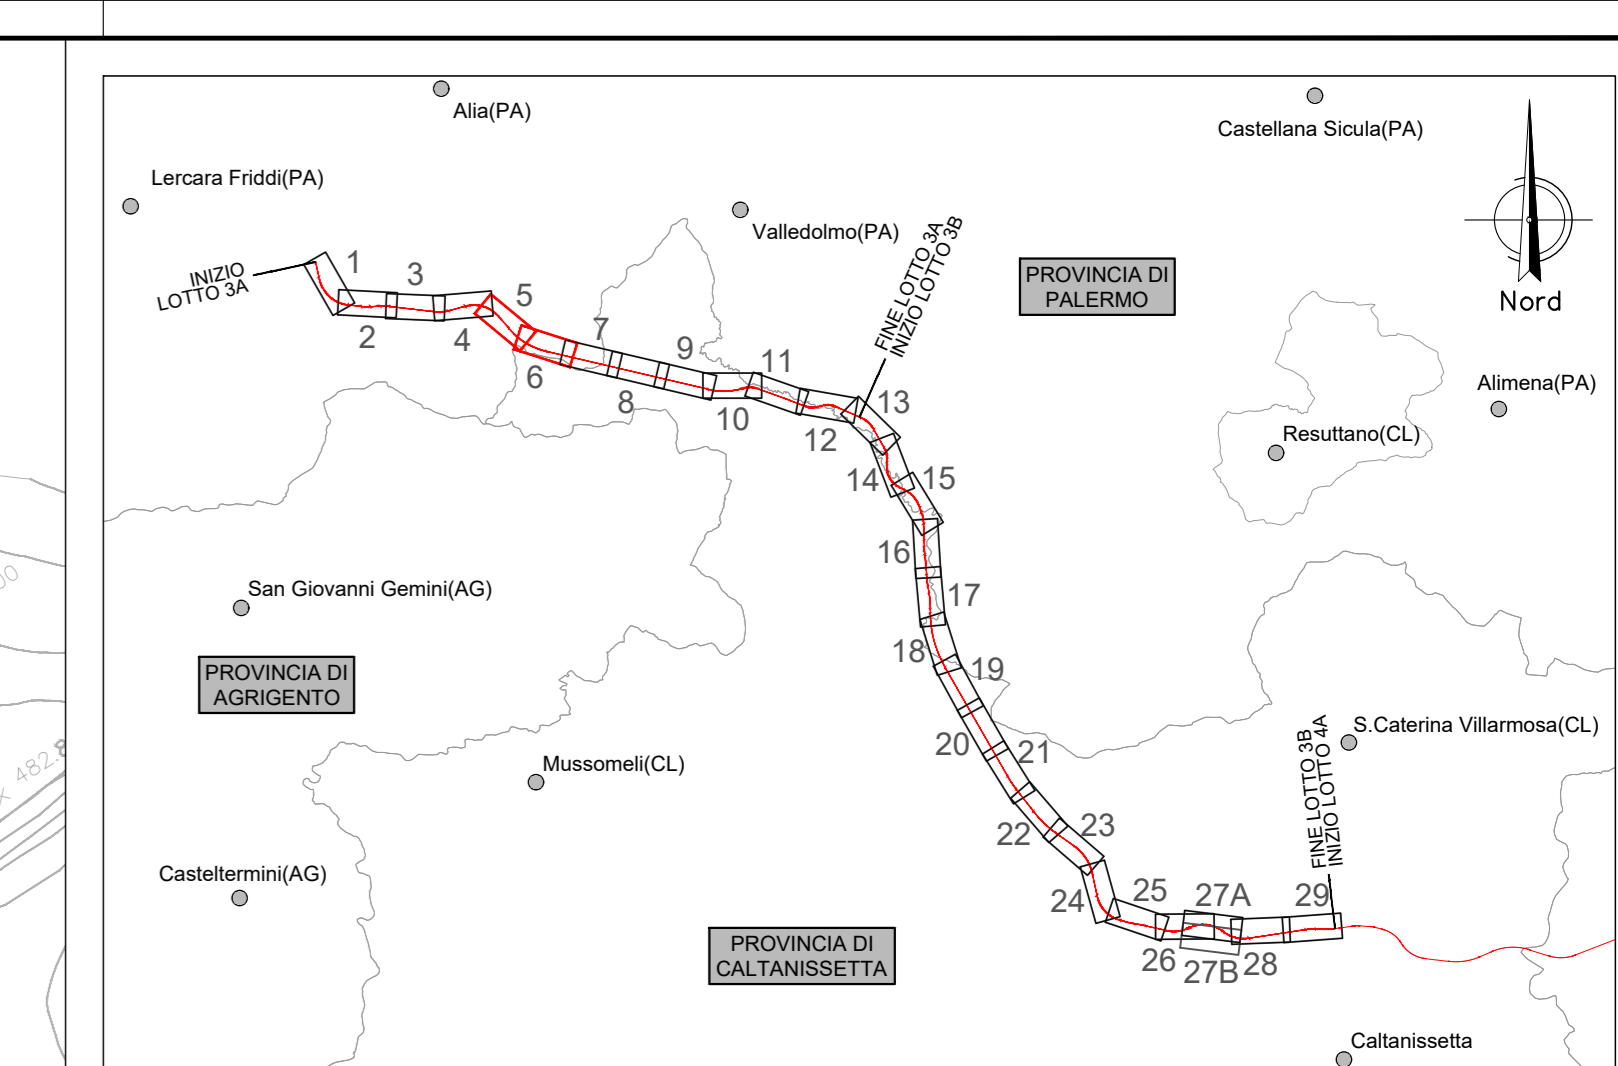 Alia(PA)
Castellana Sicula(PA)
Lercara Friddi(PA)
Valledolmo(PA)
INIZIO
LOTTO 3A
FINE LOTTO 3A
INIZIO LOTTO 3B
PROVINCIA DI
PALERMO
Nord
1
2
3
4
5
6
7
8
9
10
11
12
13
14
15
16
17
18
19
20
21
22
23
24
25
26
27A
27B
28
29
Alimena(PA)
Resuttano(CL)
San Giovanni Gemini(AG)
PROVINCIA DI
AGRIGENTO
Mussomeli(CL)
S.Caterina Villarmosa(CL)
FINE LOTTO 3B
INIZIO LOTTO 4A
Casteltermini(AG)
PROVINCIA DI
CALTANISSETTA
Caltanissetta